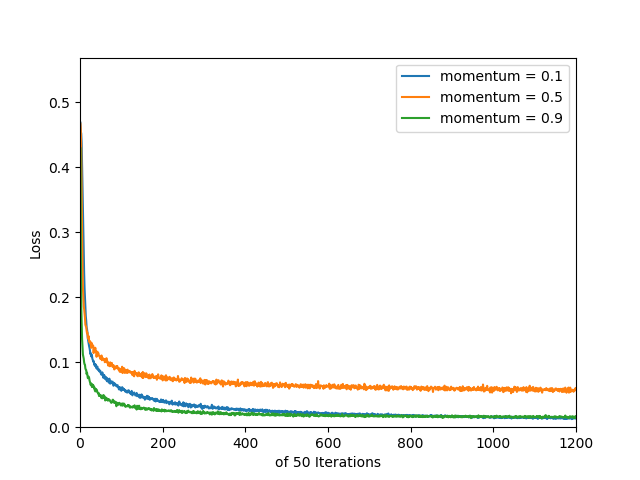 momentum = 0.1
momentum = 0.5
momentum = 0.9
0.5
0.4
0.3
0.2
0.1
0.0
Loss
0 200 400 600 800 1000 1200
of 50 Iterations